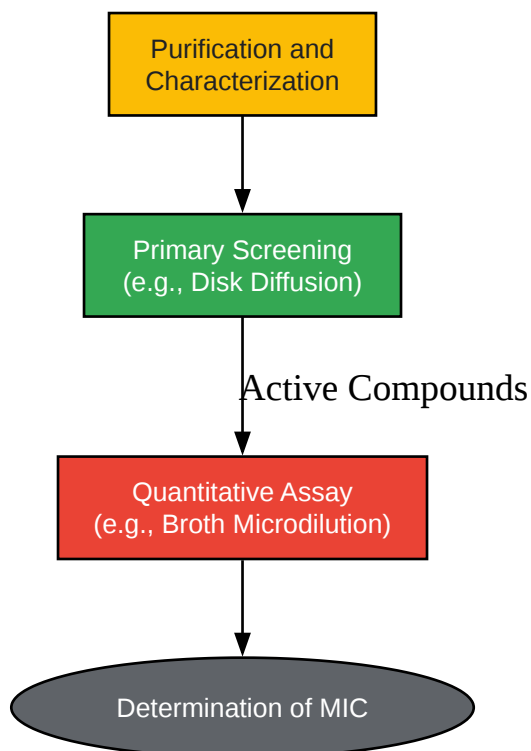 Purification and
Characterization
Primary Screening
(e.g., Disk Diffusion)
Active Compounds
Quantitative Assay
(e.g., Broth Microdilution)
Determination of MIC